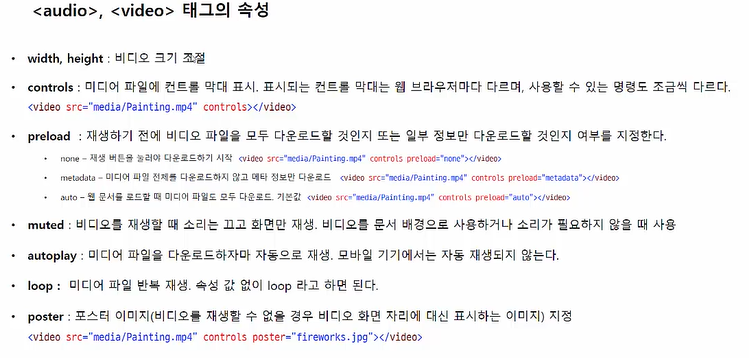 <audio>, <video> 태그의 속성
• width, height : 비디오 크기 조절
• controls : 미디어 파일에 컨트롤 막대 표시. 표시되는 컨트롤 막대는 웹 브라우저마다 다르며, 사용할 수 있는 명령도 조금씩 다르다.
<video src="media/Painting.mp4" controls></video>
• preload : 재생하기 전에 비디오 파일을 모두 다운로드할 것인지 또는 일부 정보만 다운로드할 것인지 여부를 지정한다.
• none – 재생 버튼을 눌러야 다운로드하기 시작 <video src="media/Painting.mp4" controls preload="none"></video>
• metadata – 미디어 파일 전체를 다운로드하지 않고 메타 정보만 다운로드 <video src="media/Painting.mp4" controls preload="metadata"></video>
• auto – 웹 문서를 로드할 때 미디어 파일도 모두 다운로드. 기본값 <video src="media/Painting.mp4" controls preload="auto"></video>
• muted : 비디오를 재생할 때 소리는 끄고 화면만 재생. 비디오를 문서 배경으로 사용하거나 소리가 필요하지 않을 때 사용
• autoplay : 미디어 파일을 다운로드하자마자 자동으로 재생. 모바일 기기에서는 자동 재생되지 않는다.
• loop : 미디어 파일 반복 재생. 속성 값 없이 loop 라고 하면 된다.
• poster : 포스터 이미지(비디오를 재생할 수 없을 경우 비디오 화면 자리에 대신 표시하는 이미지) 지정
<video src="media/Painting.mp4" controls poster="fireworks.jpg"></video>